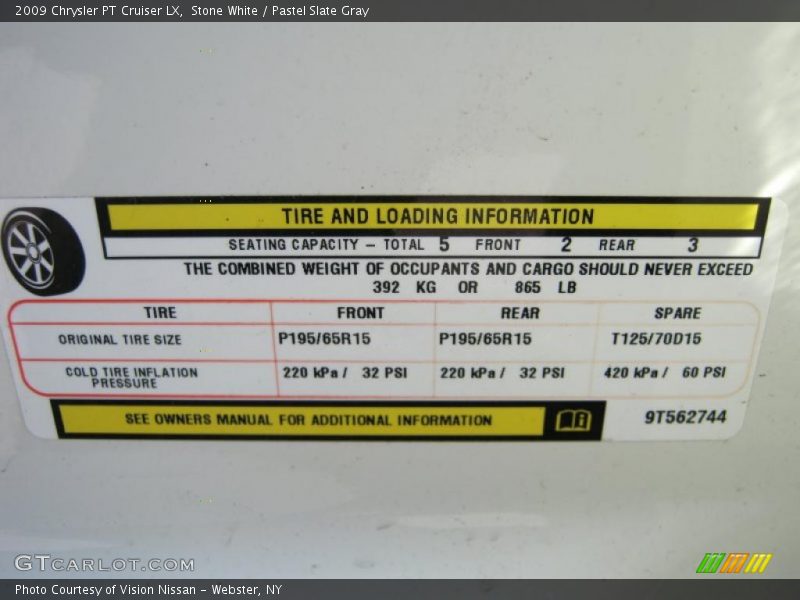 2009 Chrysler PT Cruiser LX, Stone White / Pastel Slate Gray
TIRE AND LOADING INFORMATION
SEATING CAPACITY – TOTAL 5 FRONT 2 REAR 3
THE COMBINED WEIGHT OF OCCUPANTS AND CARGO SHOULD NEVER EXCEED
392 KG OR 865 LB
TIRE FRONT REAR SPARE
ORIGINAL TIRE SIZE P195/65R15 P195/65R15 T125/70D15
COLD TIRE INFLATION
PRESSURE 220 kPa / 32 PSI 220 kPa / 32 PSI 420 kPa / 60 PSI
SEE OWNERS MANUAL FOR ADDITIONAL INFORMATION
9T562744
GTCARLOT.COM
Photo Courtesy of Vision Nissan - Webster, NY